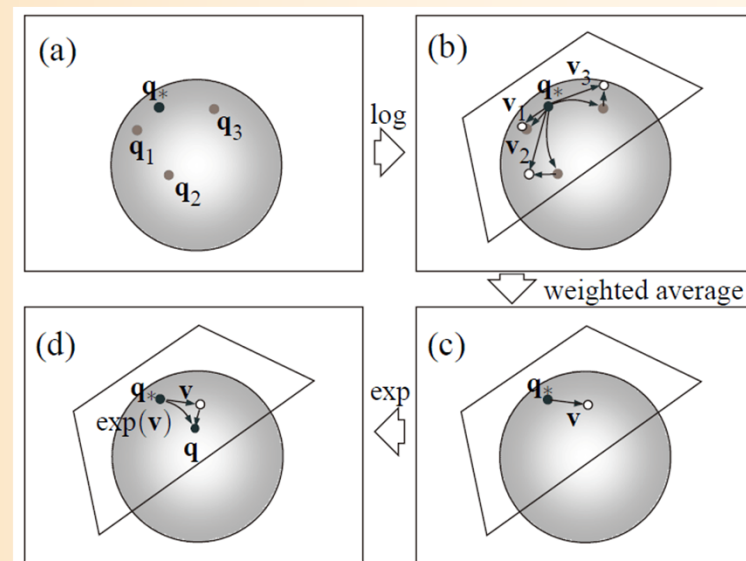 (a)
q*
q1
q2
q3
log
(b)
v3
q*
v1
v2
weighted average
(d)
q* v
exp(v)
q
exp
(c)
q*
v